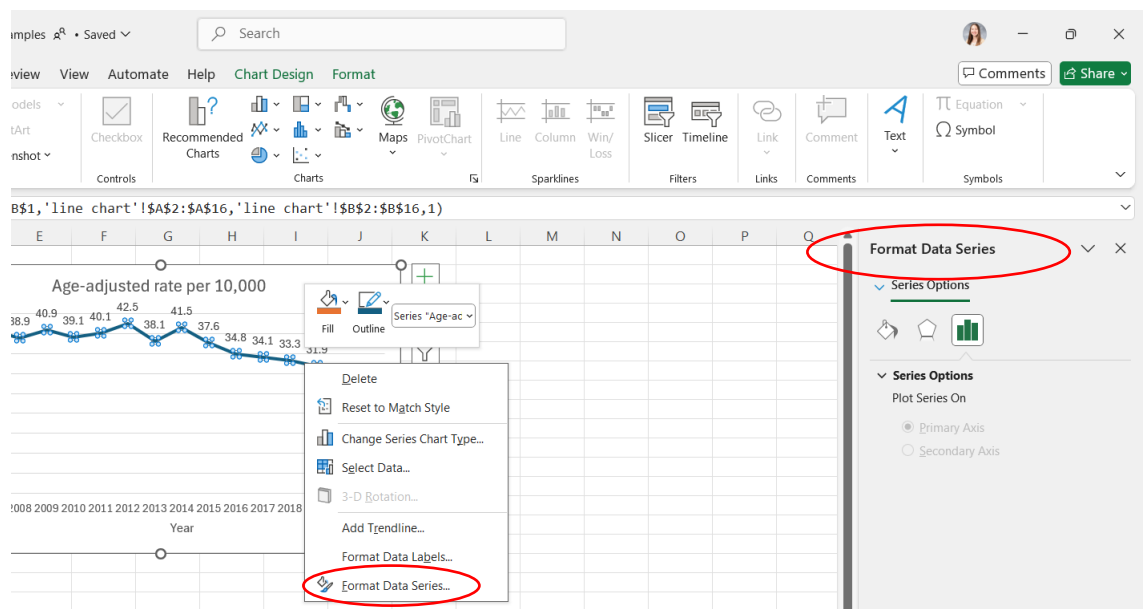 amples • Saved
Search
eview View Automate Help Chart Design Format
Comments Share
odels
tArt
nshot
Checkbox
Controls
Recommended
Charts
Maps
PivotChart
Charts
Line Column Win/
Loss
Sparklines
Slicer Timeline
Filters
Link
Links
Comment
Comments
Text
Equation
Symbol
Symbols
B$1,'line chart'!$A$2:$A$16,'line chart'!$B$2:$B$16,1)
E F G H I J K L M N O P Q
Age-adjusted rate per 10,000
38.9 40.9 39.1 40.1 42.5 38.1 41.5 37.6 34.8 34.1 33.3 31.9
2008 2009 2010 2011 2012 2013 2014 2015 2016 2017 2018
Year
Fill Outline
Series "Age-ac
Delete
Reset to Match Style
Change Series Chart Type...
Select Data...
3-D Rotation...
Add Trendline...
Format Data Labels...
Format Data Series...
Format Data Series
Series Options
Series Options
Plot Series On
Primary Axis
Secondary Axis